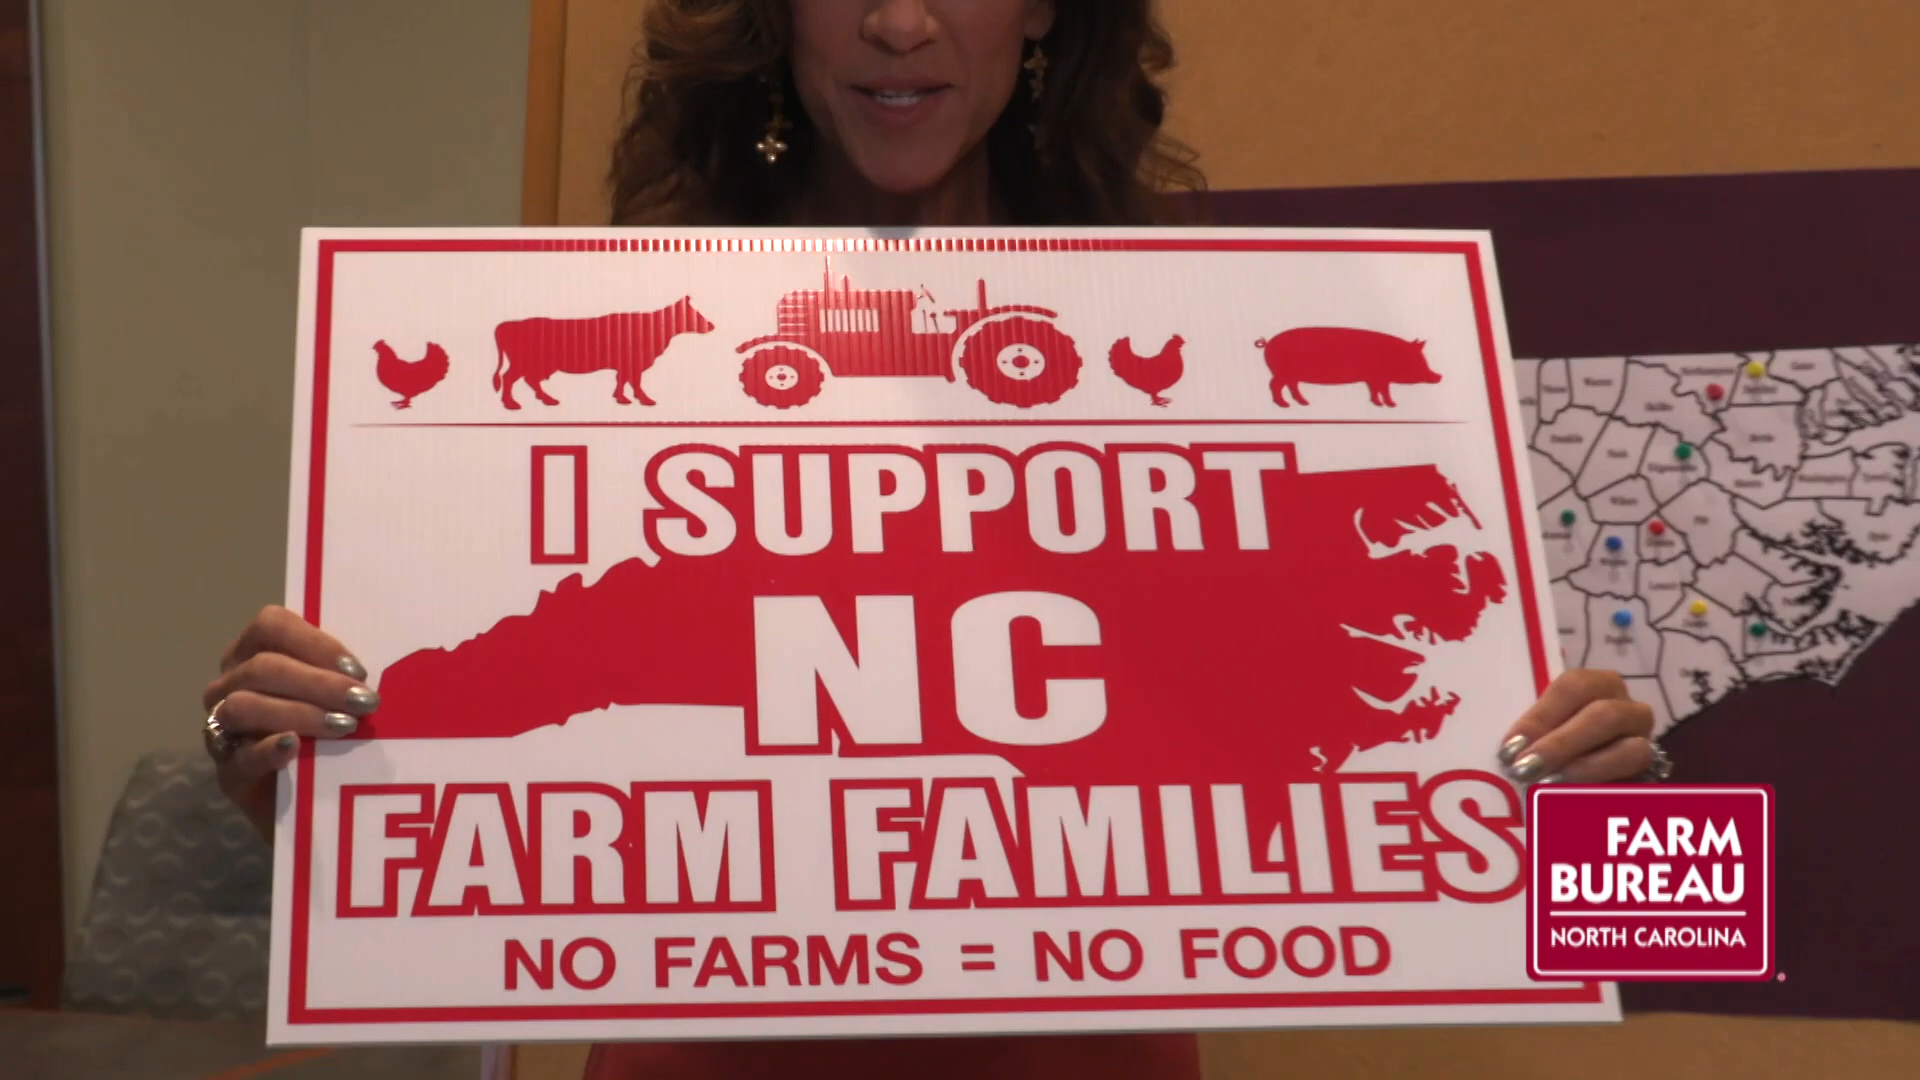 I SUPPORT
NC
FARM FAMILIES
NO FARMS = NO FOOD
FARM
BUREAU
NORTH CAROLINA